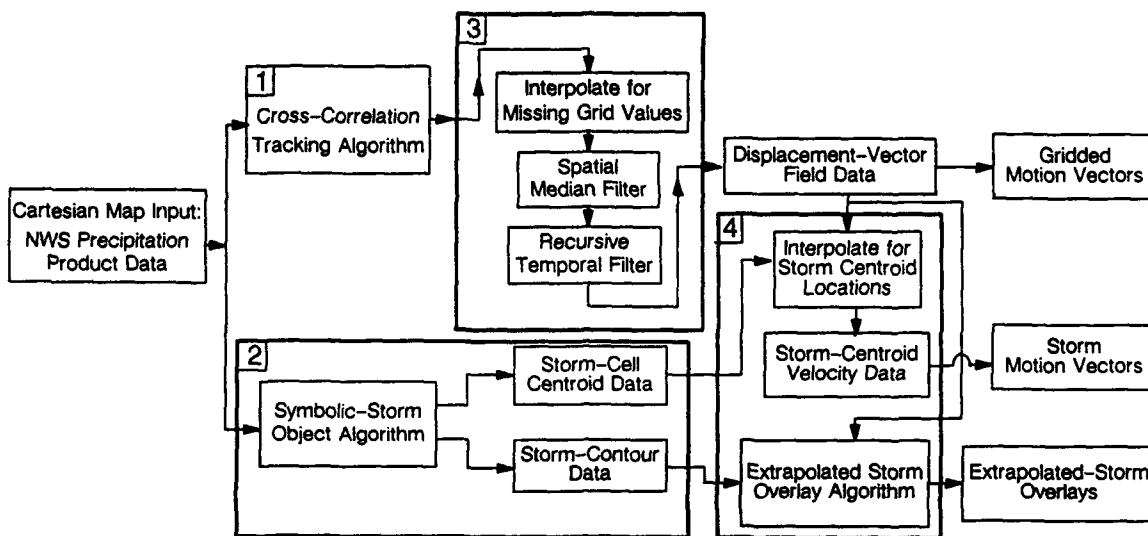 3
1
Cross-Correlation
Tracking Algorithm
Interpolate for
Missing Grid Values
Spatial
Median Filter
Recursive
Temporal Filter
Displacement-Vector
Field Data
Gridded
Motion Vectors
Cartesian Map Input:
NWS Precipitation
Product Data
4
Interpolate for
Storm Centroid
Locations
Storm-Centroid
Velocity Data
Storm
Motion Vectors
2
Symbolic-Storm
Object Algorithm
Storm-Cell
Centroid Data
Storm-Contour
Data
Extrapolated Storm
Overlay Algorithm
Extrapolated-Storm
Overlays